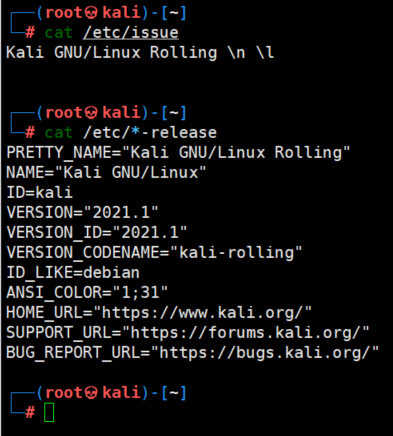 ┌──(root💀kali)-[~]
└─# cat /etc/issue
Kali GNU/Linux Rolling \n \l
┌──(root💀kali)-[~]
└─# cat /etc/*-release
PRETTY_NAME="Kali GNU/Linux Rolling"
NAME="Kali GNU/Linux"
ID=kali
VERSION="2021.1"
VERSION_ID="2021.1"
VERSION_CODENAME="kali-rolling"
ID_LIKE=debian
ANSI_COLOR="1;31"
HOME_URL="https://www.kali.org/"
SUPPORT_URL="https://forums.kali.org/"
BUG_REPORT_URL="https://bugs.kali.org/"
┌──(root💀kali)-[~]
└─#